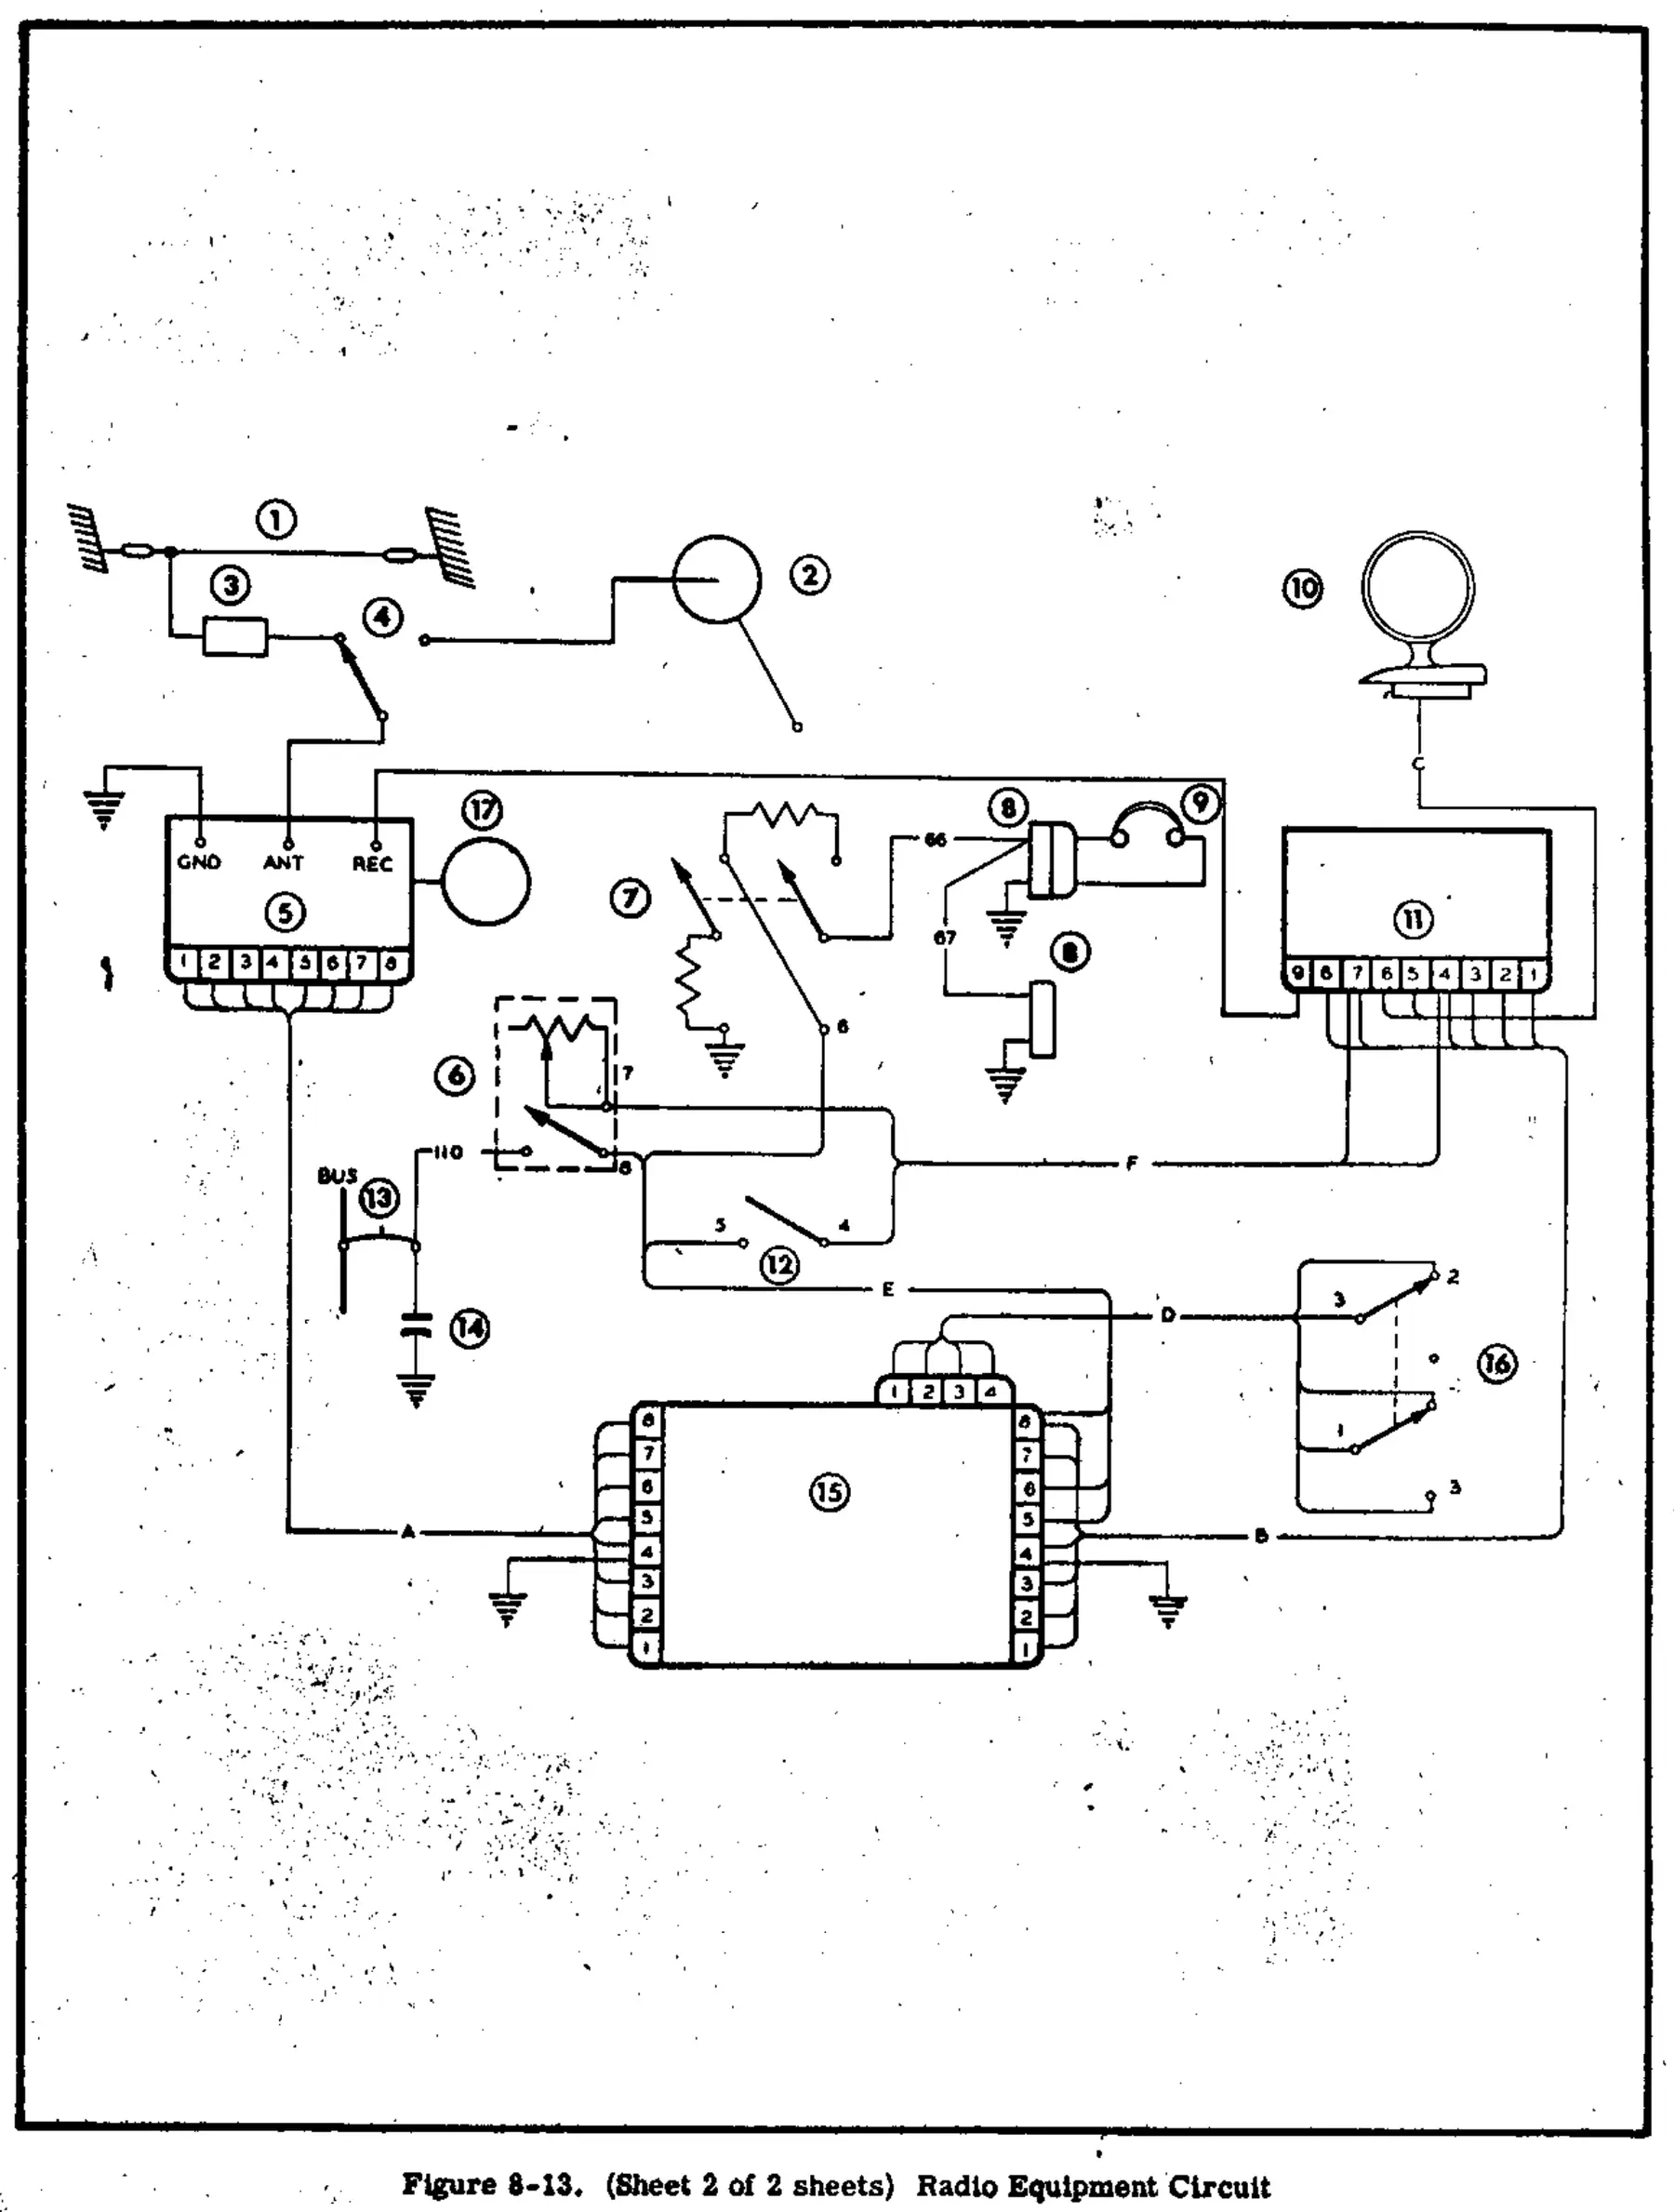 1
3
4
2
10
C
17
8
9
GND ANT REC
5
66
7
11
67
8
1 2 3 4 5 6 7 8
9 8 7 6 5 4 3 2 1
6
6
7
110
8
F
BUS
13
5 4
12
14
E
D
3 2
16
1 2 3 4
1
3
8 7 6 5 4 3 2 1
15
8 7 6 5 4 3 2 1
A
B
Figure 8-13. (Sheet 2 of 2 sheets) Radio Equipment Circuit